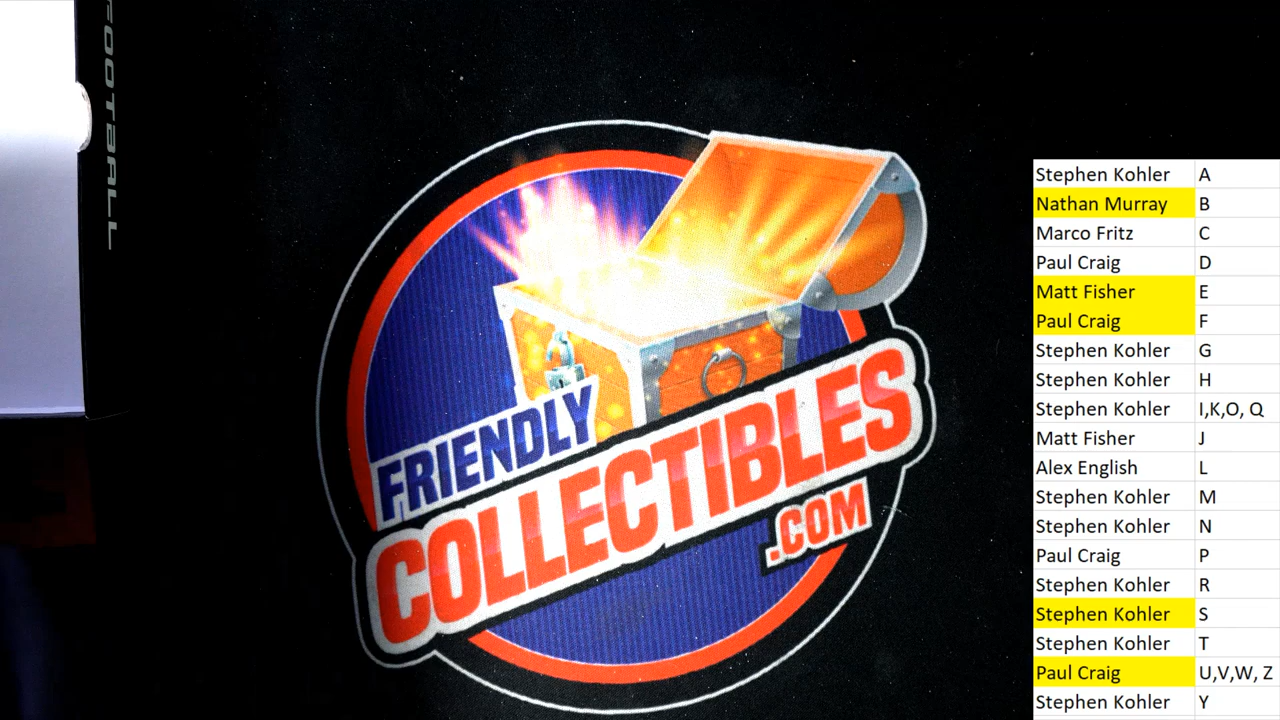 FOOTBALL
FRIENDLY
COLLECTIBLES
.COM
Stephen Kohler A
Nathan Murray B
Marco Fritz C
Paul Craig D
Matt Fisher E
Paul Craig F
Stephen Kohler G
Stephen Kohler H
Stephen Kohler I,K,O, Q
Matt Fisher J
Alex English L
Stephen Kohler M
Stephen Kohler N
Paul Craig P
Stephen Kohler R
Stephen Kohler S
Stephen Kohler T
Paul Craig U,V,W, Z
Stephen Kohler Y